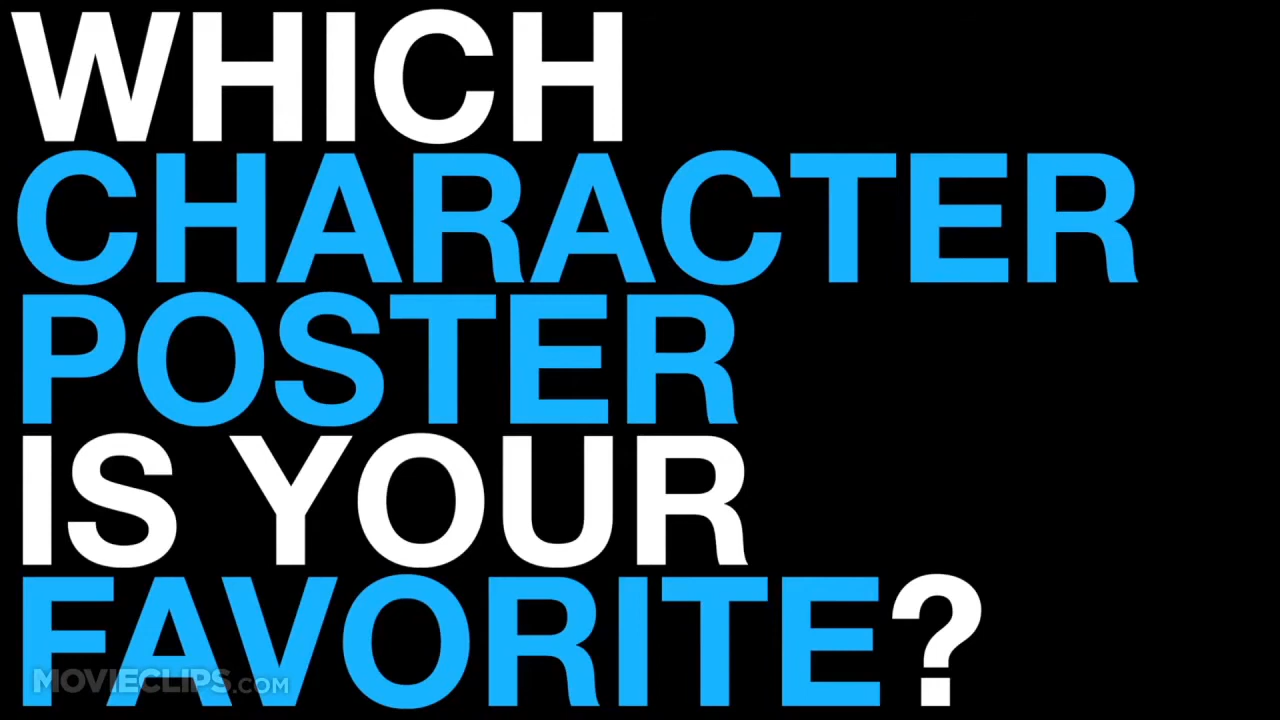 WHICH
CHARACTER
POSTER
IS YOUR
FAVORITE?
MOVIECLIPS.COM